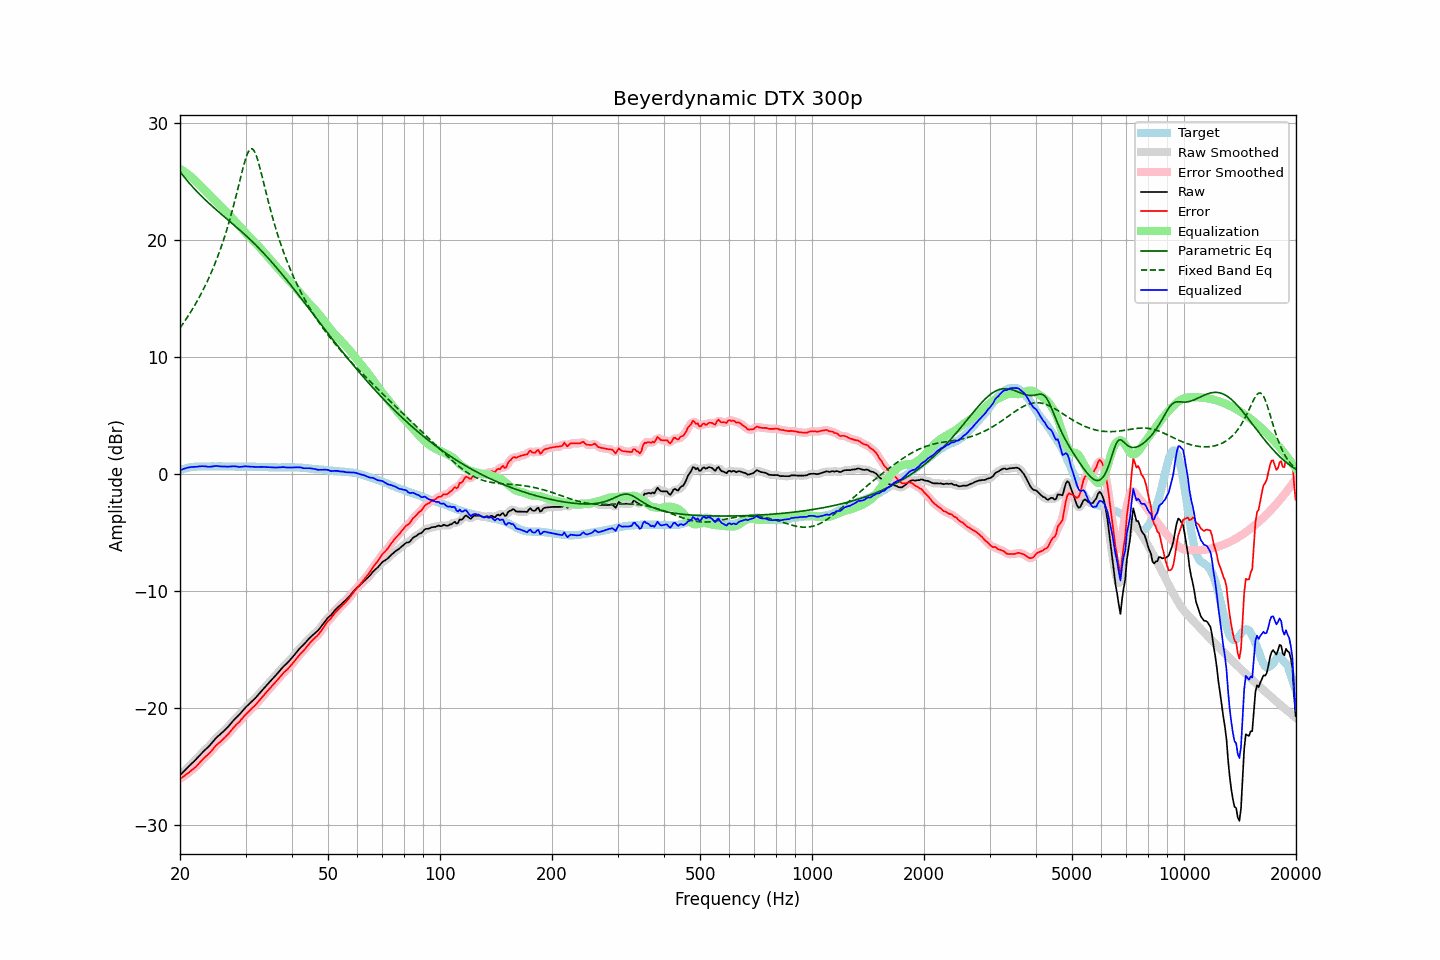 Beyerdynamic DTX 300p
30
20
10
0
−10
−20
−30
Amplitude (dBr)
Target
Raw Smoothed
Error Smoothed
Raw
Error
Equalization
Parametric Eq
Fixed Band Eq
Equalized
20
50
100
200
500
1000
2000
5000
10000
20000
Frequency (Hz)